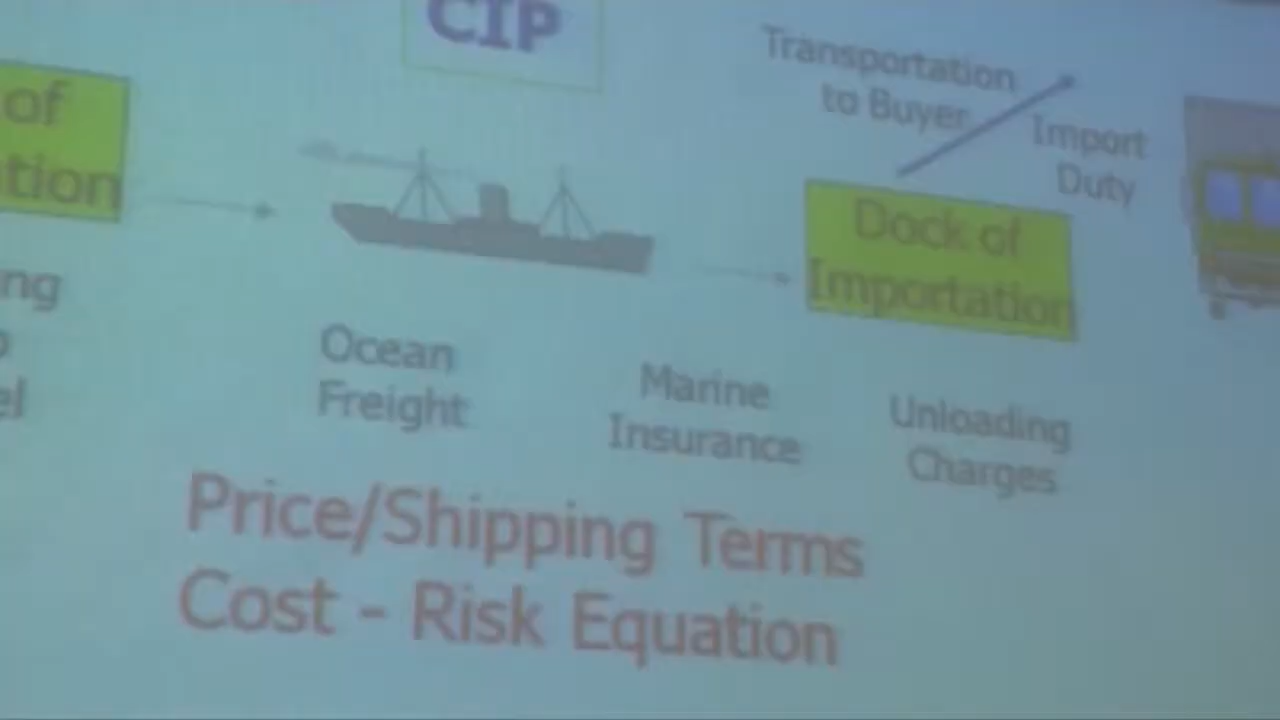 CIP
Transportation
to Buyer
Import
Duty
of
Dock of
Importation
Ocean
Freight
Marine
Insurance
Unloading
Charges
Price/Shipping Terms
Cost - Risk Equation